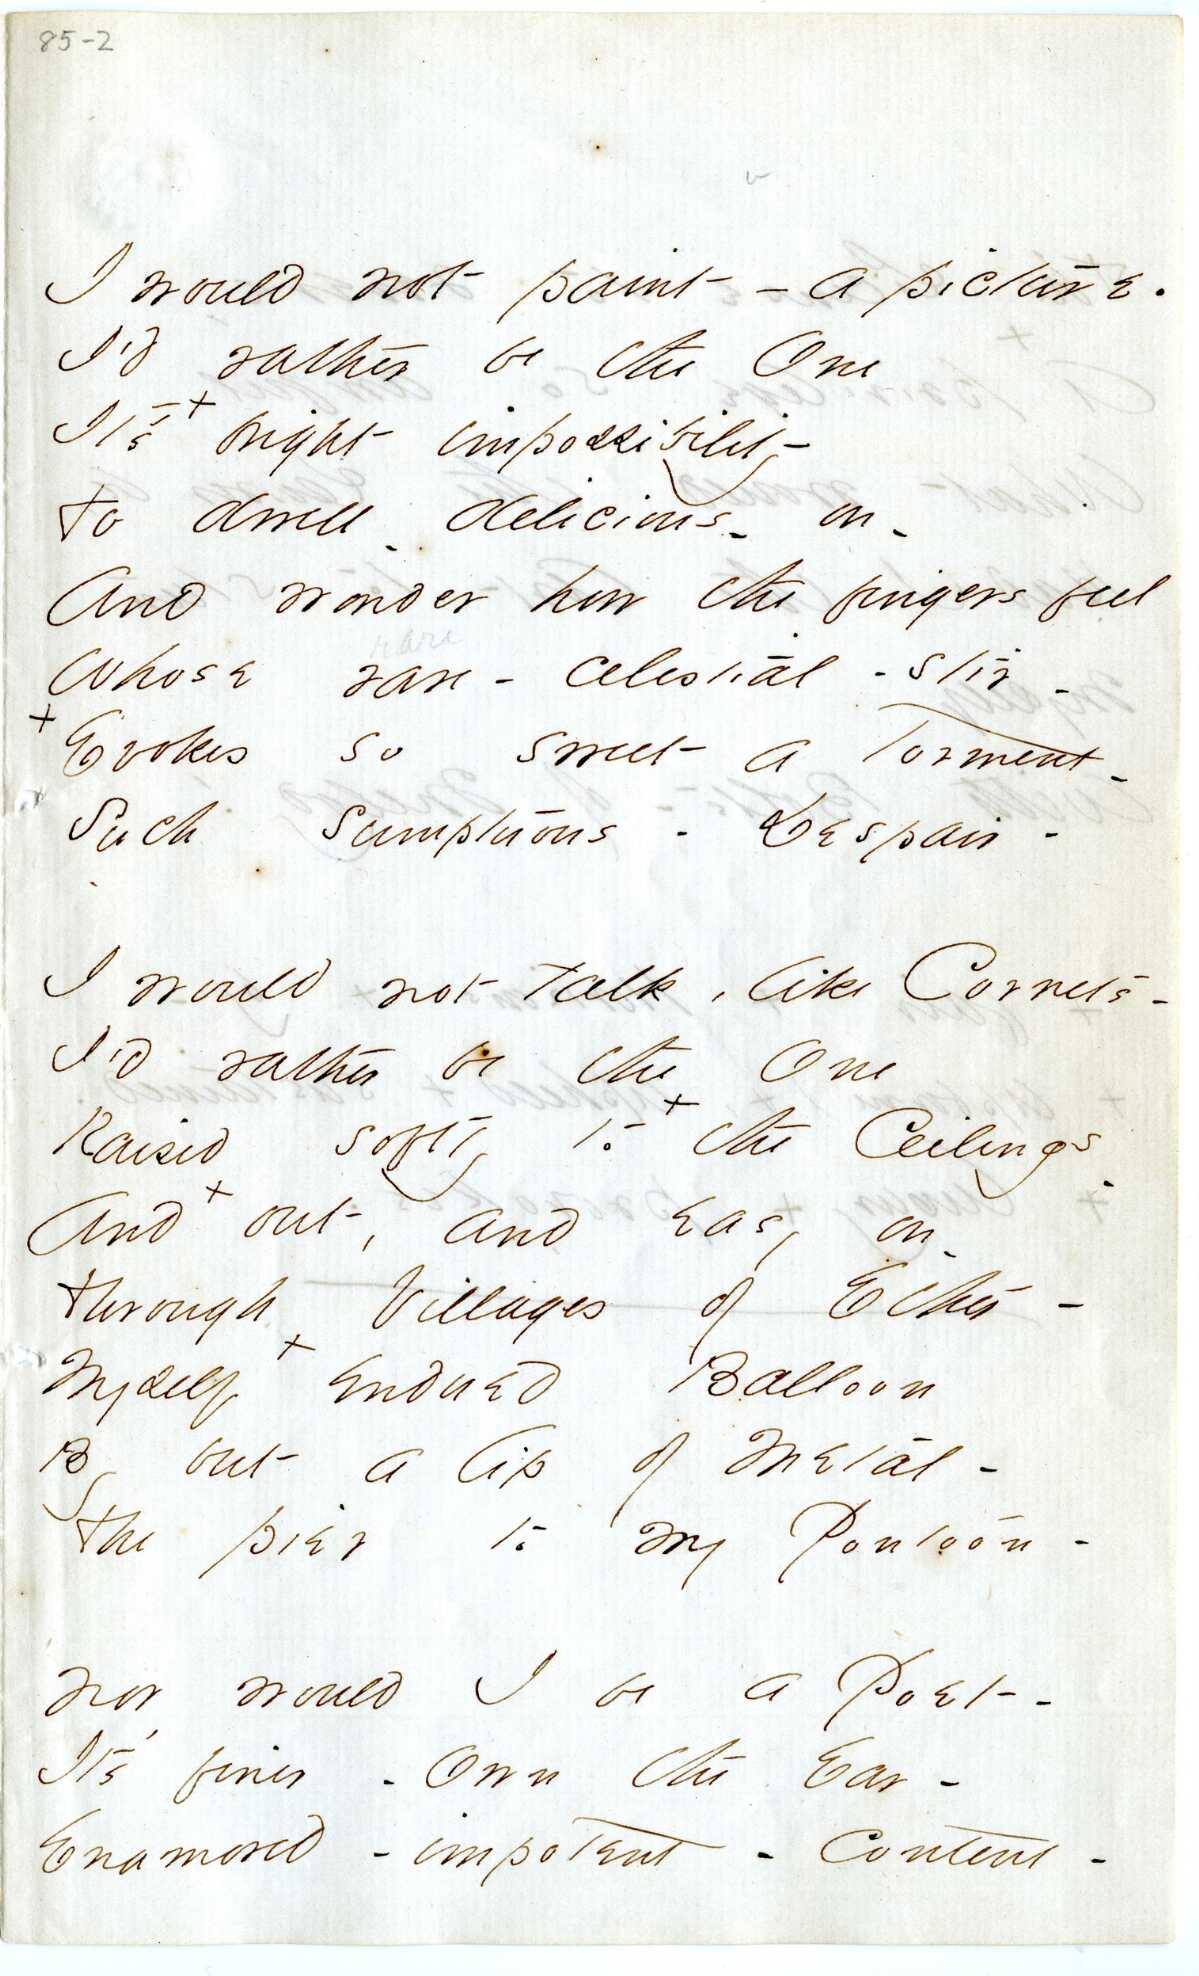 85-2
I would not paint - a picture.
I'd rather be the One
It's + bright impossibility
To dwell - delicious - on -
And wonder how the fingers feel
rare
Whose rare - celestial - stir -
+ Evokes so sweet a Torment -
Such sumptuous - Despair -
I would not talk, like Cornets -
I'd rather be the One
Raised softly to + the Ceilings -
And + out, and easy on -
Through Villages of Ether -
Myself + endued Balloon
By but a lip of Metal -
The pier to my Pontoon -
Nor would I be a Poet -
It's finer - Own the Ear -
Enamored - impotent - content -